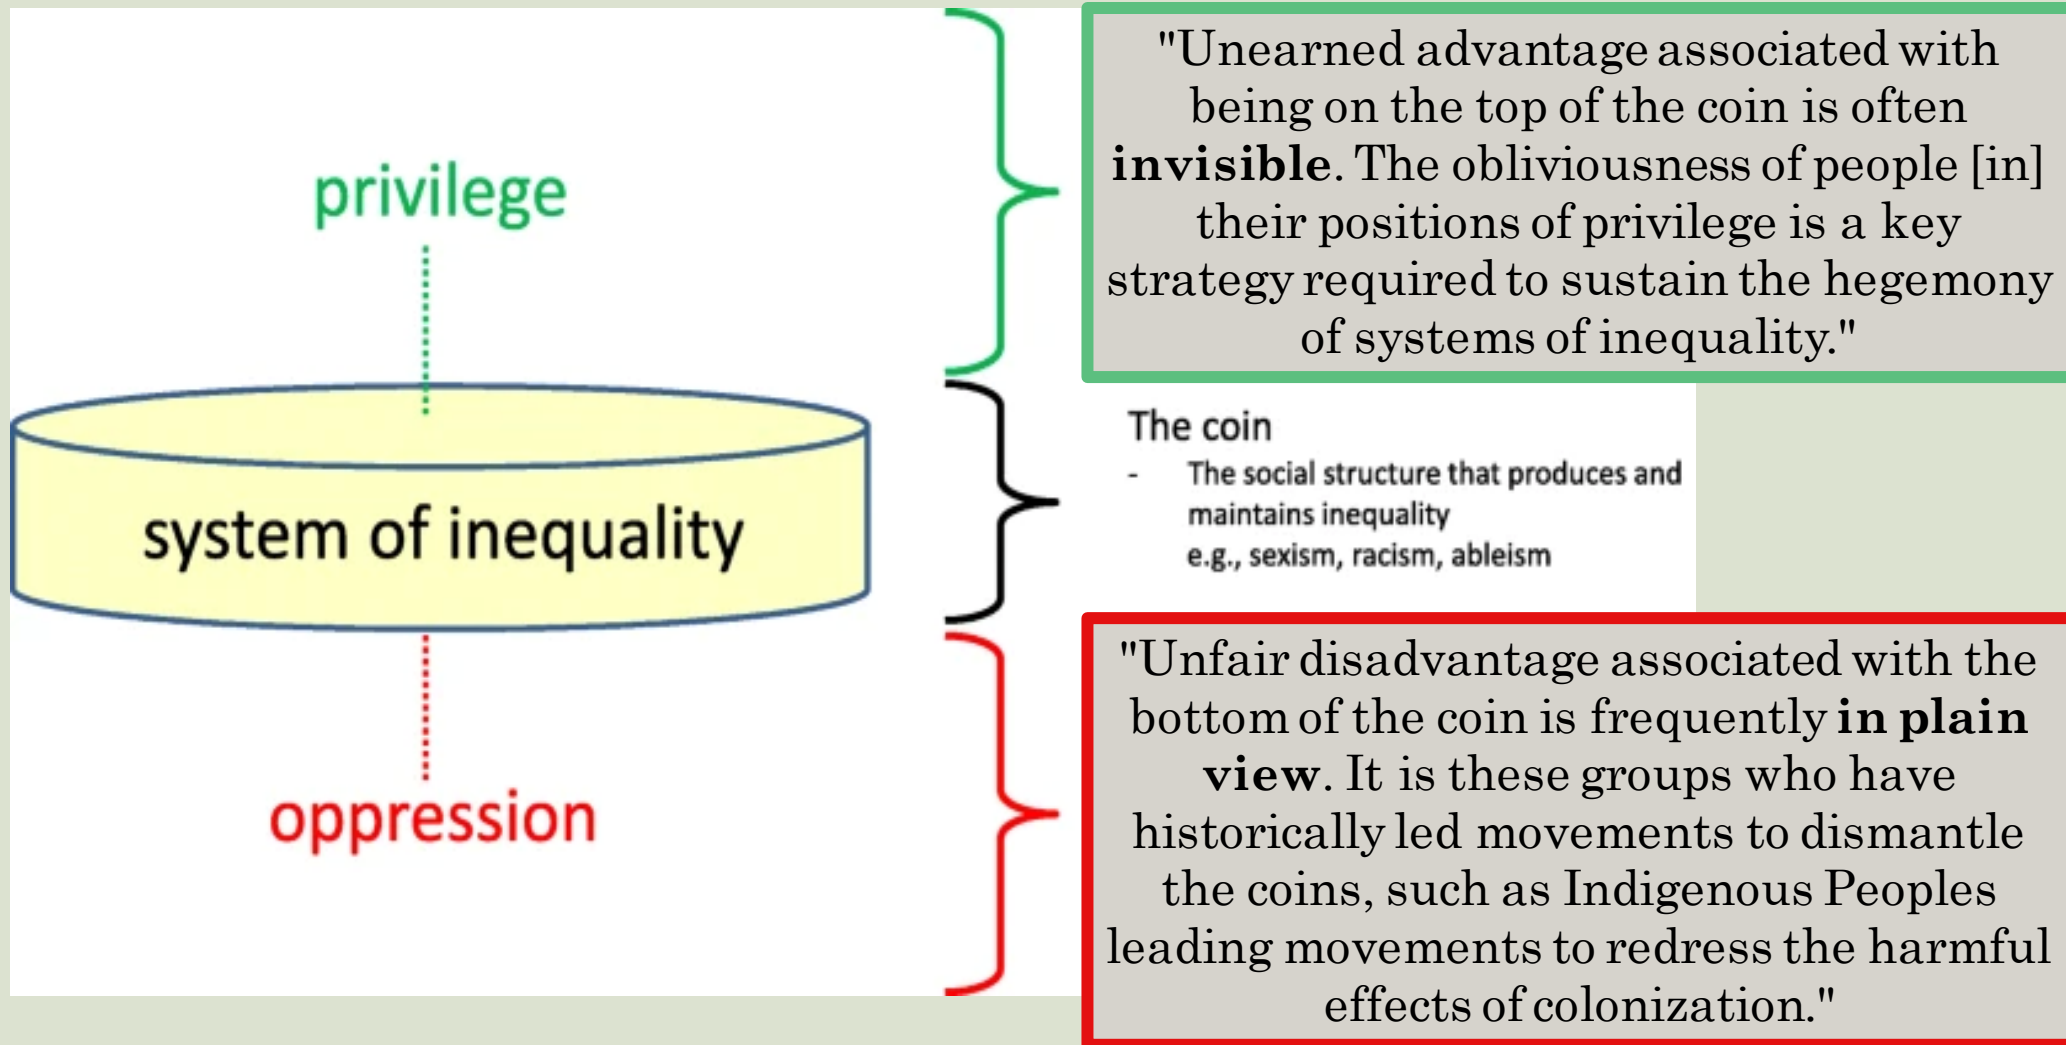 privilege
system of inequality
oppression
"Unearned advantage associated with
being on the top of the coin is often
invisible. The obliviousness of people [in]
their positions of privilege is a key
strategy required to sustain the hegemony
of systems of inequality."
The coin
- The social structure that produces and
maintains inequality
e.g., sexism, racism, ableism
"Unfair disadvantage associated with the
bottom of the coin is frequently in plain
view. It is these groups who have
historically led movements to dismantle
the coins, such as Indigenous Peoples
leading movements to redress the harmful
effects of colonization."